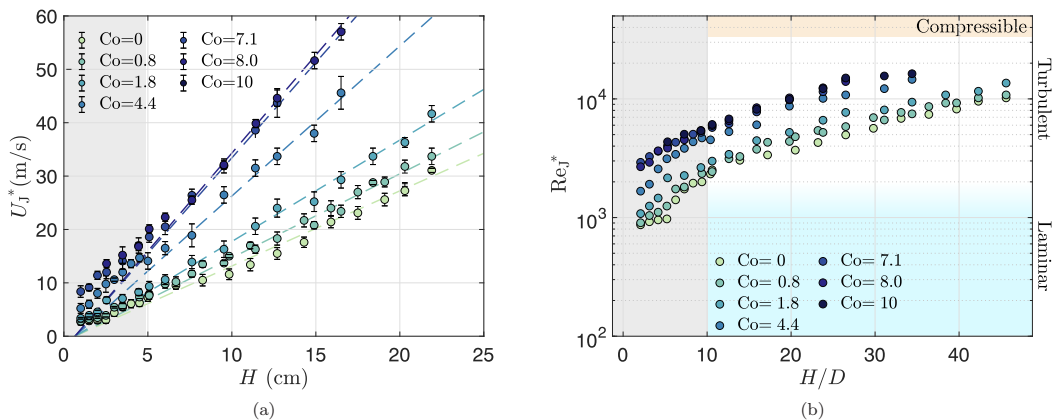 60
50
40
30
20
10
0
U_J* (m/s)
Co=0
Co=0.8
Co=1.8
Co=4.4
Co=7.1
Co=8.0
Co=10
0 5 10 15 20 25
H (cm)
(a)
10^4
10^3
10^2
Re_J*
Compressible
Turbulent
Laminar
Co= 0
Co= 0.8
Co= 1.8
Co= 4.4
Co= 7.1
Co= 8.0
Co= 10
0 10 20 30 40
H/D
(b)